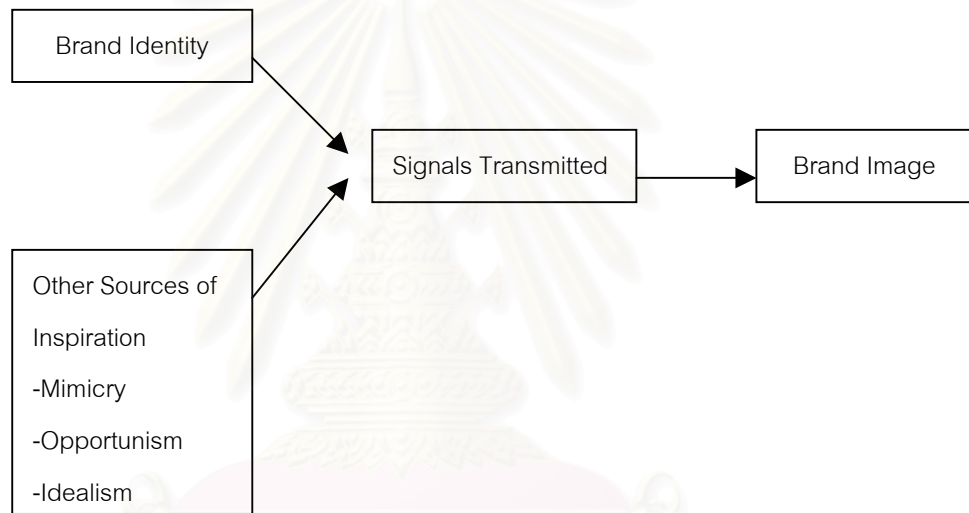 Brand Identity
Signals Transmitted
Brand Image
Other Sources of
Inspiration
-Mimicry
-Opportunism
-Idealism